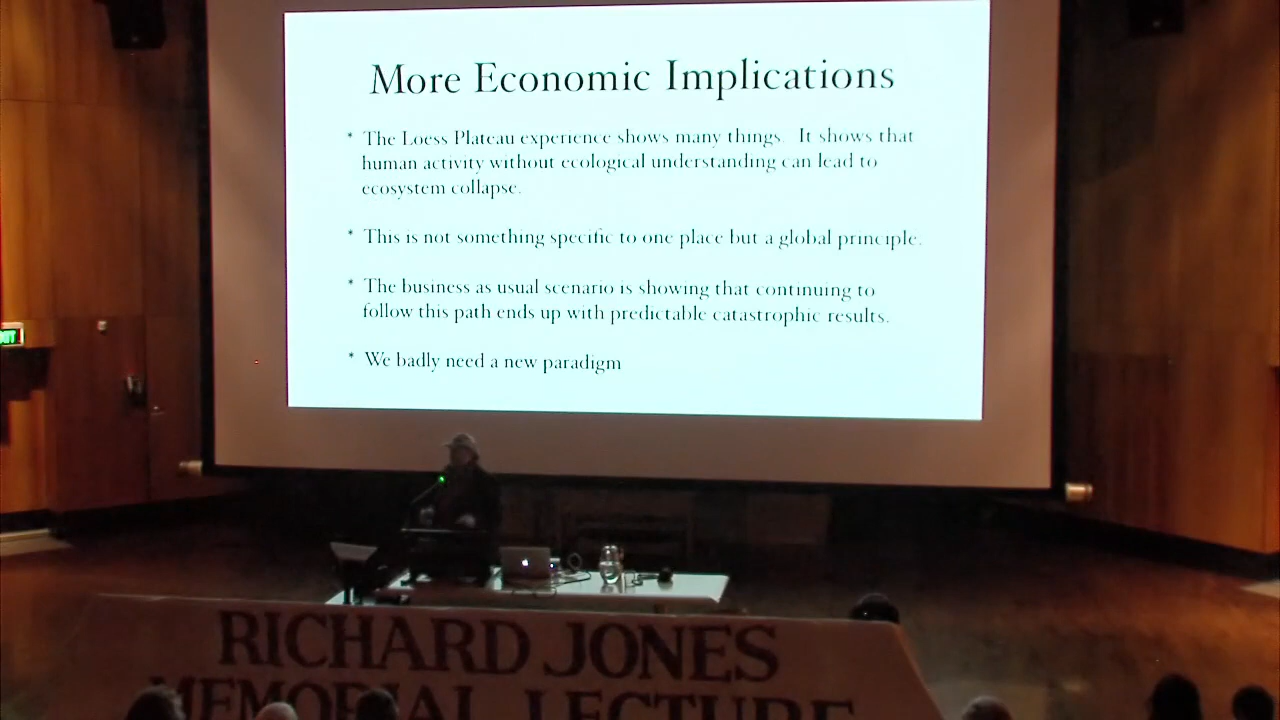 More Economic Implications
* The Loess Plateau experience shows many things. It shows that
human activity without ecological understanding can lead to
ecosystem collapse.
* This is not something specific to one place but a global principle.
* The business as usual scenario is showing that continuing to
follow this path ends up with predictable catastrophic results.
* We badly need a new paradigm
RICHARD JONES
MEMORIAL LECTURE